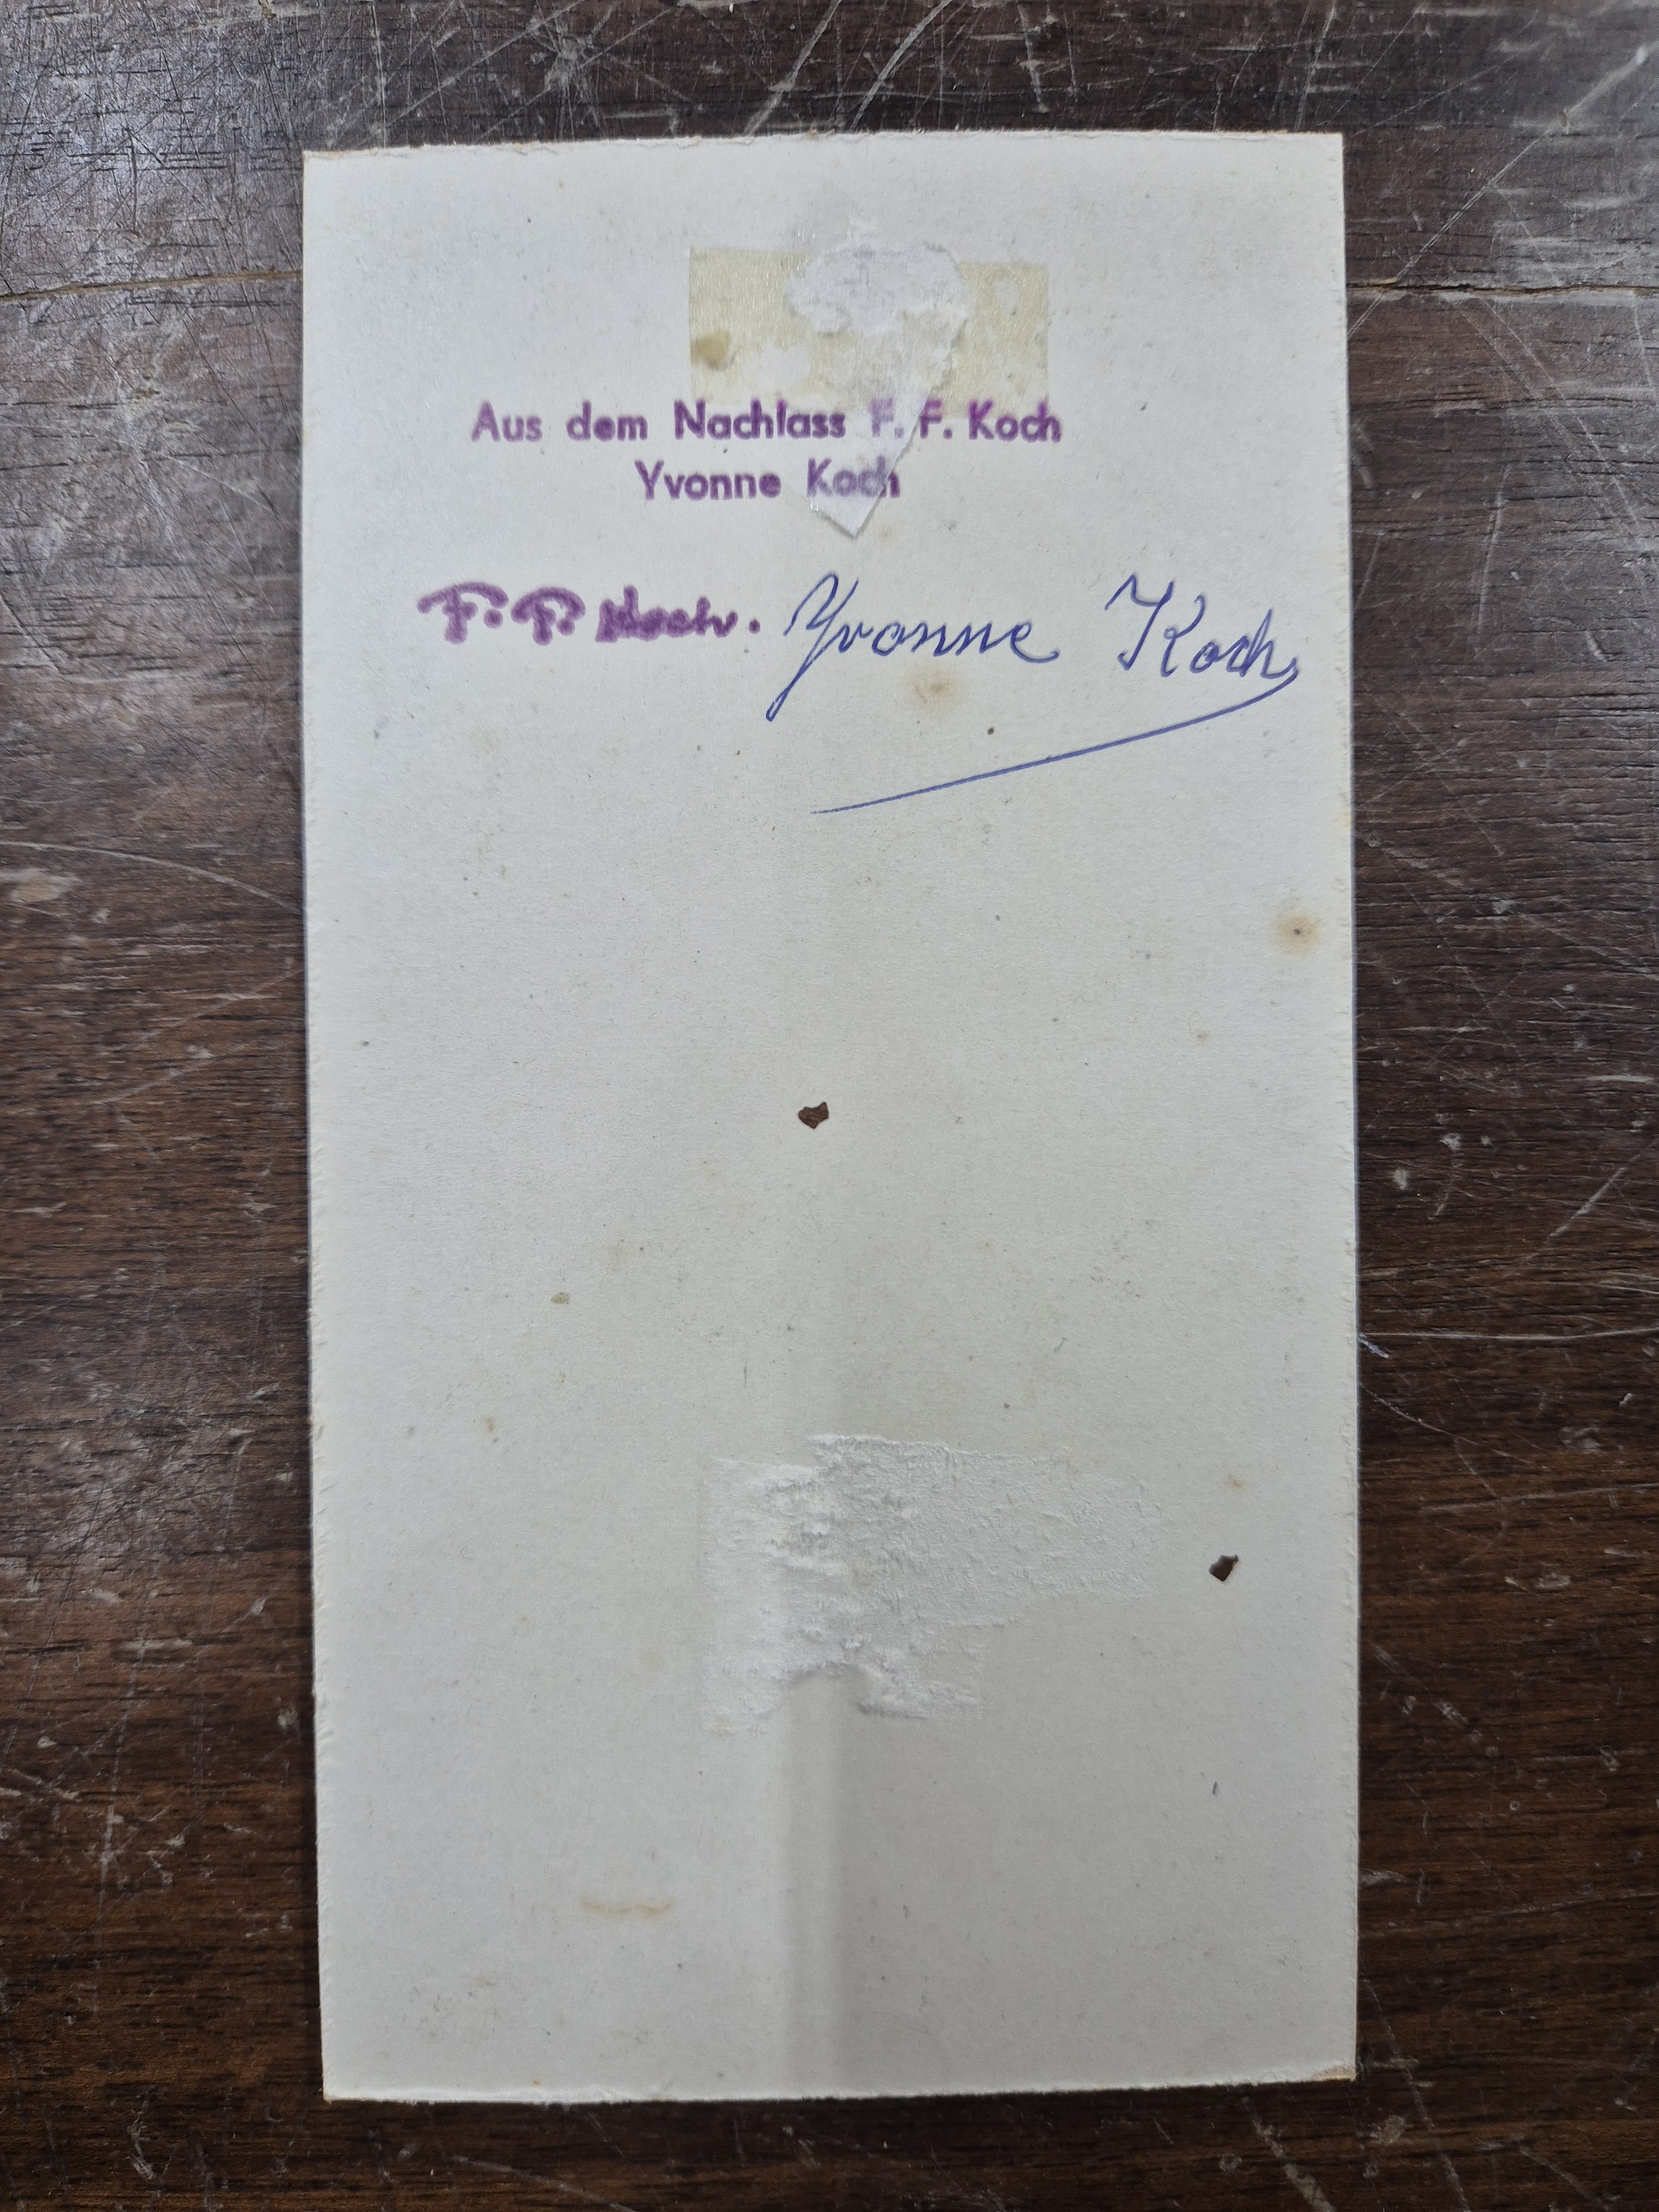 Aus dem Nachlass F. F. Koch
Yvonne Koch
F. F. Koch. Yvonne Koch